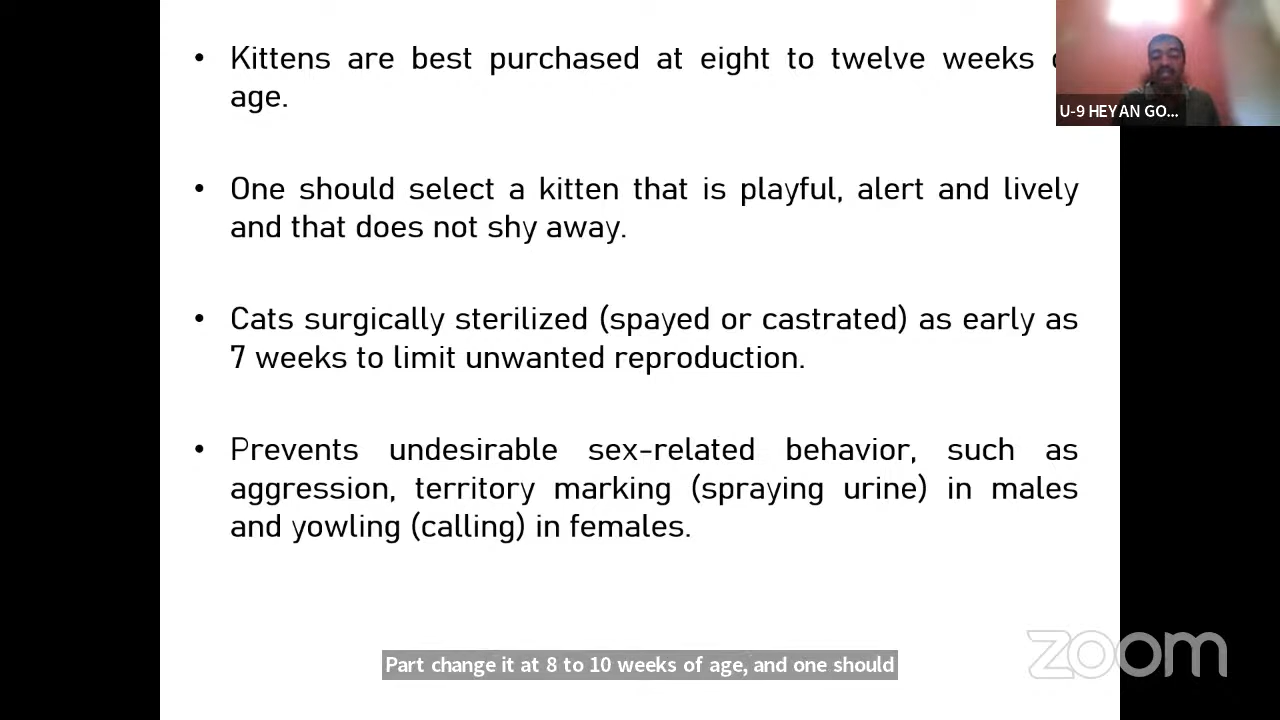 • Kittens are best purchased at eight to twelve weeks
age.
U-9 HEYAN GO...
• One should select a kitten that is playful, alert and lively
and that does not shy away.
• Cats surgically sterilized (spayed or castrated) as early as
7 weeks to limit unwanted reproduction.
• Prevents undesirable sex-related behavior, such as
aggression, territory marking (spraying urine) in males
and yowling (calling) in females.
Part change it at 8 to 10 weeks of age, and one should
zoom